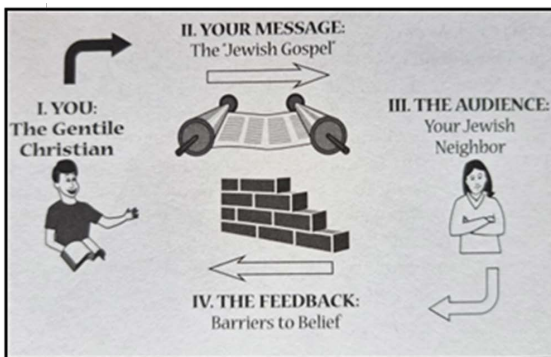 II. YOUR MESSAGE:
The "Jewish Gospel"
I. YOU:
The Gentile
Christian
III. THE AUDIENCE:
Your Jewish
Neighbor
IV. THE FEEDBACK:
Barriers to Belief